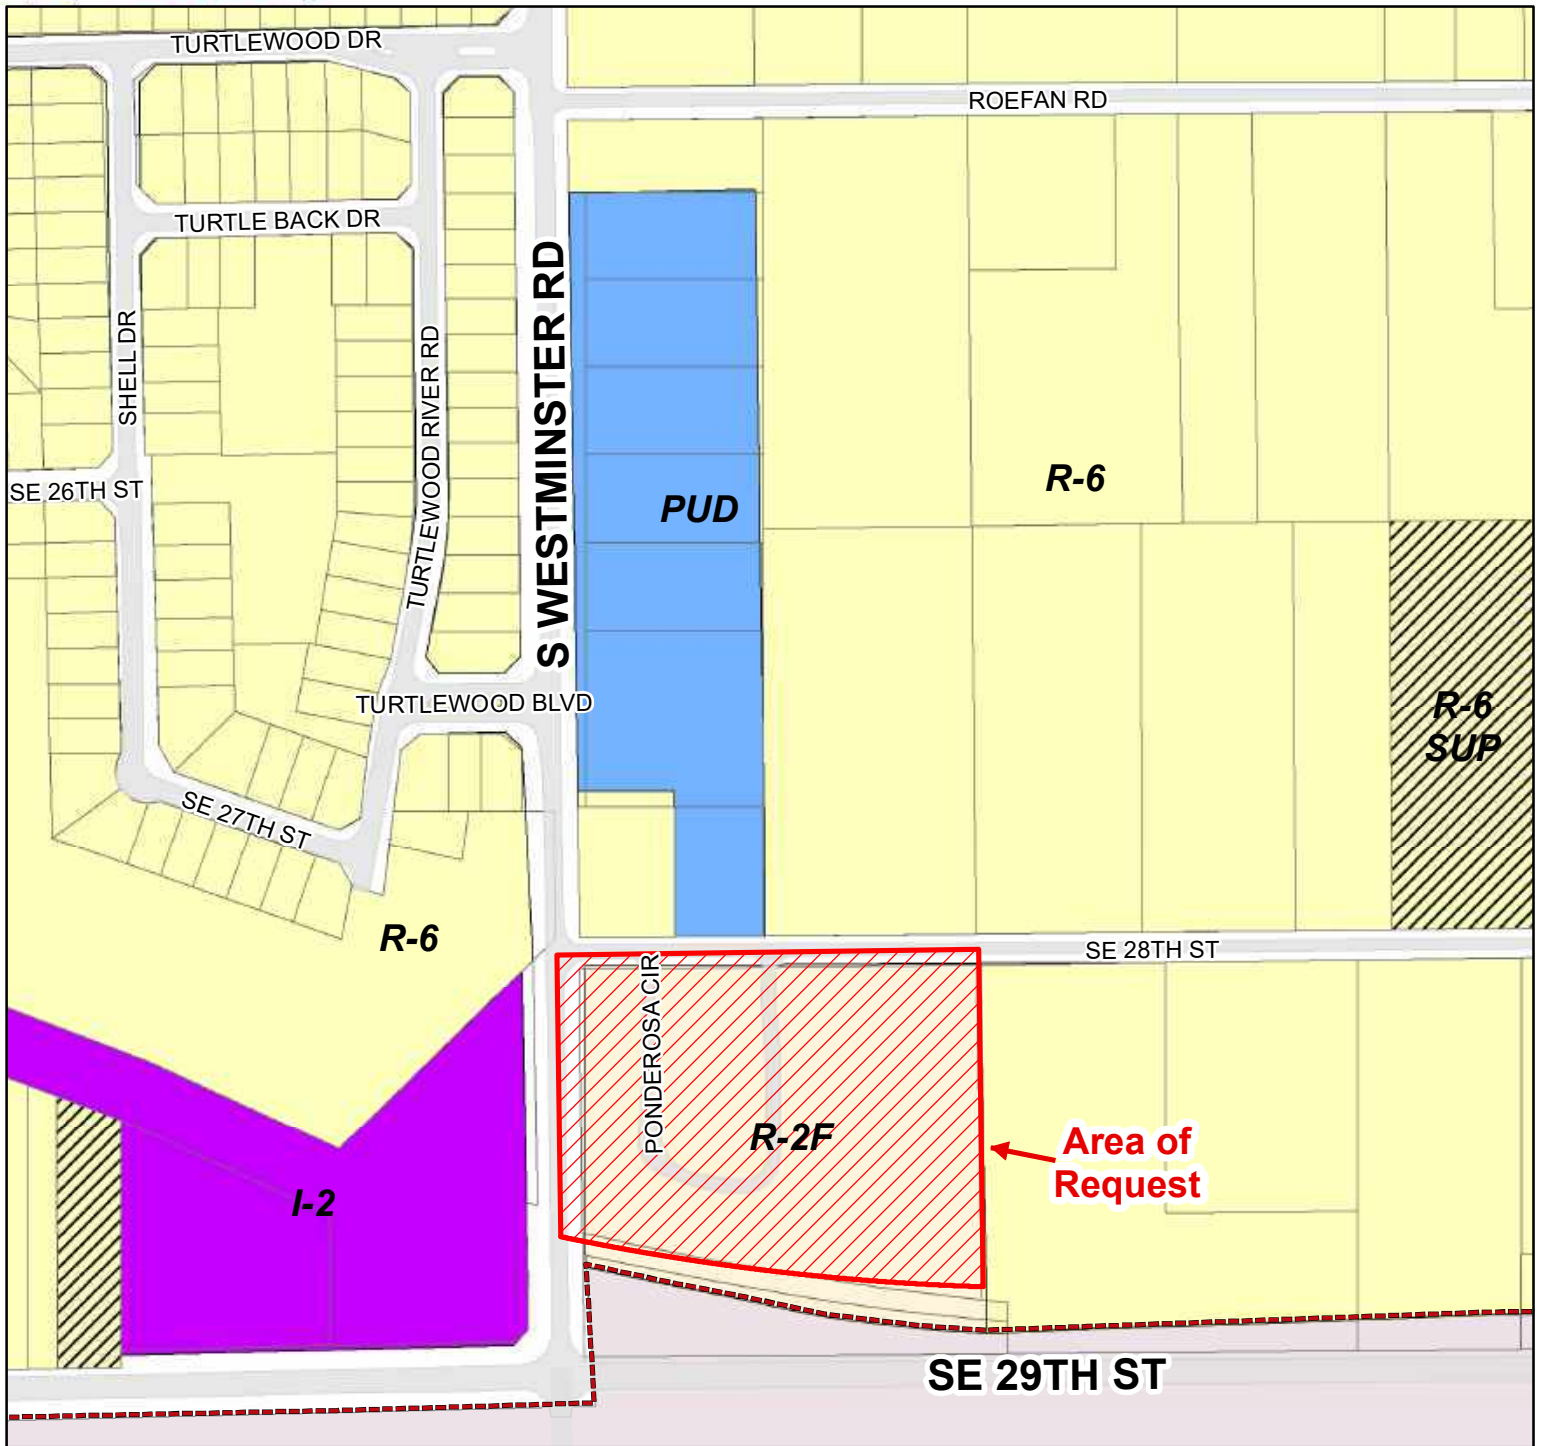 TURTLEWOOD DR
ROEFAN RD
TURTLE BACK DR
S WESTMINSTER RD
SHELL DR
TURTLEWOOD RIVER RD
R-6
SE 26TH ST
PUD
R-6
SUP
TURTLEWOOD BLVD
SE 27TH ST
R-6
SE 28TH ST
PONDEROSA CIR
R-2F
Area of
Request
I-2
SE 29TH ST